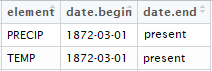 element date.begin date.end
PRECIP 1872-03-01 present
TEMP 1872-03-01 present